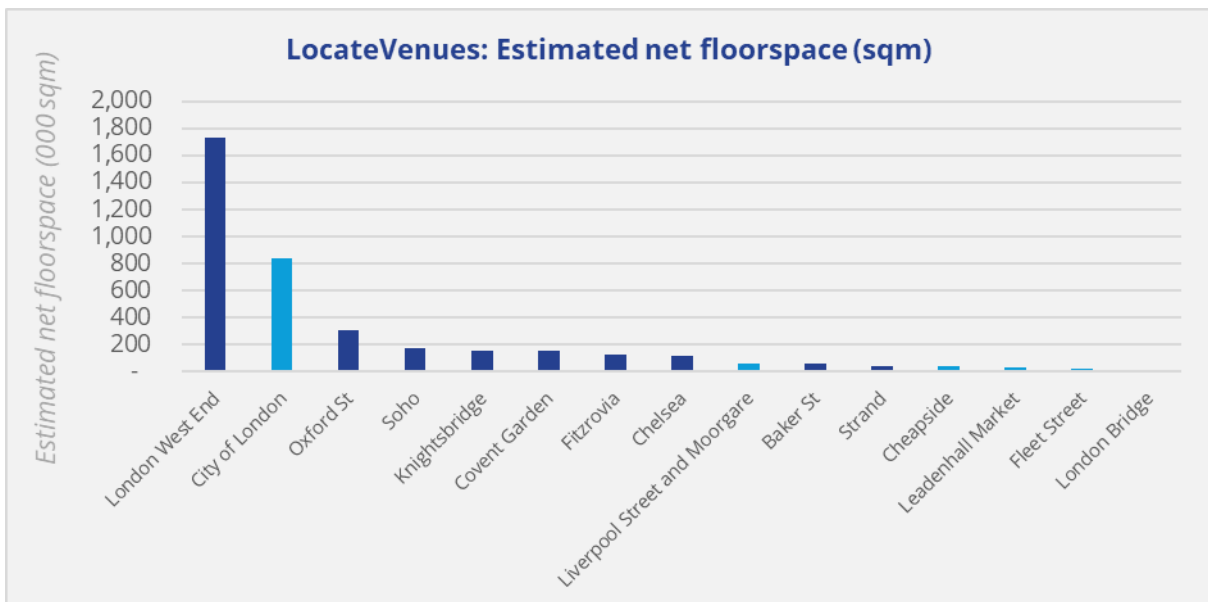 LocateVenues: Estimated net floorspace (sqm)
Estimated net floorspace (000 sqm)
2,000
1,800
1,600
1,400
1,200
1,000
800
600
400
200
-
London West End
City of London
Oxford St
Soho
Knightsbridge
Covent Garden
Fitzrovia
Chelsea
Liverpool Street and Moorgare
Baker St
Strand
Cheapside
Leadenhall Market
Fleet Street
London Bridge